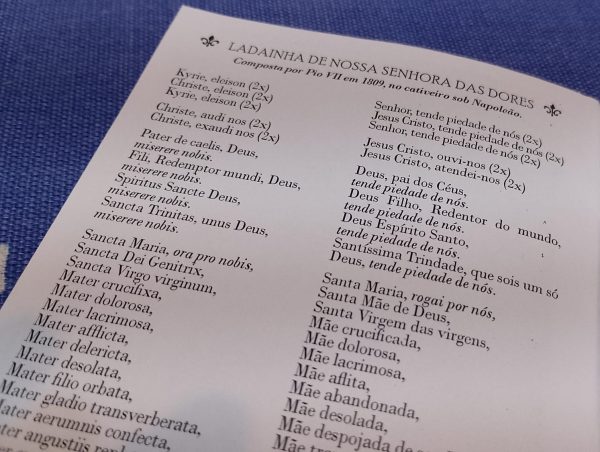 LADAINHA DE NOSSA SENHORA DAS DORES
Composta por Pio VII em 1809, no cativeiro sob Napoleão.
Kyrie, eleison (2x)
Christe, eleison (2x)
Kyrie, eleison (2x)
Christe, audi nos (2x)
Christe, exaudi nos (2x)
Pater de caelis, Deus,
miserere nobis.
Fili, Redemptor mundi, Deus,
miserere nobis.
Spiritus Sancte Deus,
miserere nobis.
Sancta Trinitas, unus Deus,
miserere nobis.
Sancta Maria, ora pro nobis,
Sancta Dei Genitrix,
Sancta Virgo virginum,
Mater crucifixa,
Mater dolorosa,
Mater lacrimosa,
Mater afflicta,
Mater delericta,
Mater desolata,
Mater filio orbata,
Mater gladio transverberata,
Mater aerumnis confecta,
Mater angustiis
Senhor, tende piedade de nós (2x)
Jesus Cristo, tende piedade de nós (2x)
Senhor, tende piedade de nós (2x)
Jesus Cristo, ouvi-nos (2x)
Jesus Cristo, atendei-nos (2x)
Deus, pai dos Céus,
tende piedade de nós.
Deus Filho, Redentor do mundo,
tende piedade de nós.
Deus Espírito Santo,
tende piedade de nós.
Santíssima Trindade, que sois um só
Deus, tende piedade de nós.
Santa Maria, rogai por nós,
Santa Mãe de Deus,
Santa Virgem das virgens,
Mãe crucificada,
Mãe dolorosa,
Mãe lacrimosa,
Mãe aflita,
Mãe abandonada,
Mãe desolada,
Mãe despojada de
Mãe